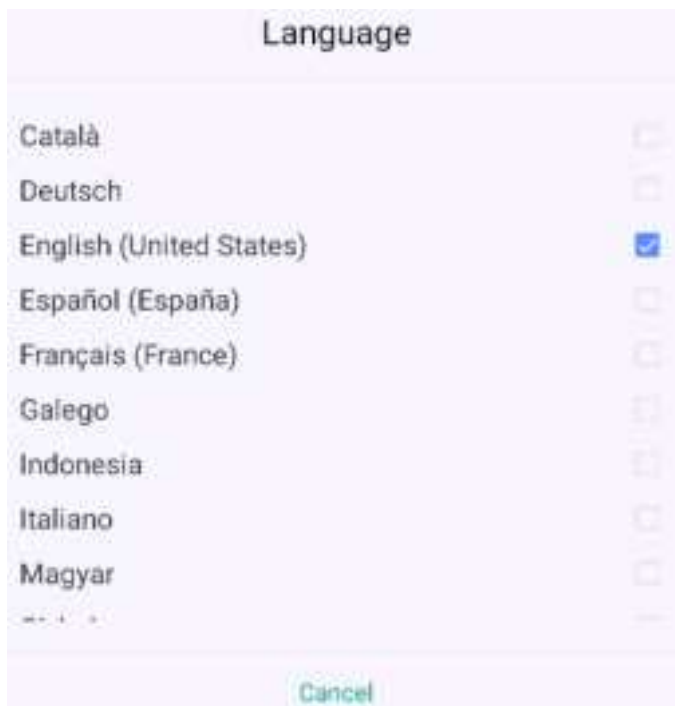 Language
Català
Deutsch
English (United States)
Español (España)
Français (France)
Galego
Indonesia
Italiano
Magyar
Cancel